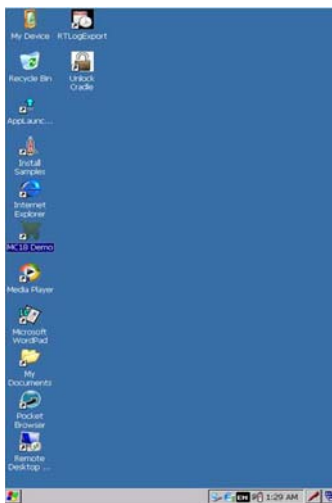 My Device RTLogExport
Recycle Bin Unlock
Cradle
AppLaunc...
Install
Samples
Internet
Explorer
MC18 Demo
Media Player
Microsoft
WordPad
My
Documents
Pocket
Browser
Remote
Desktop ...
EN 1:29 AM